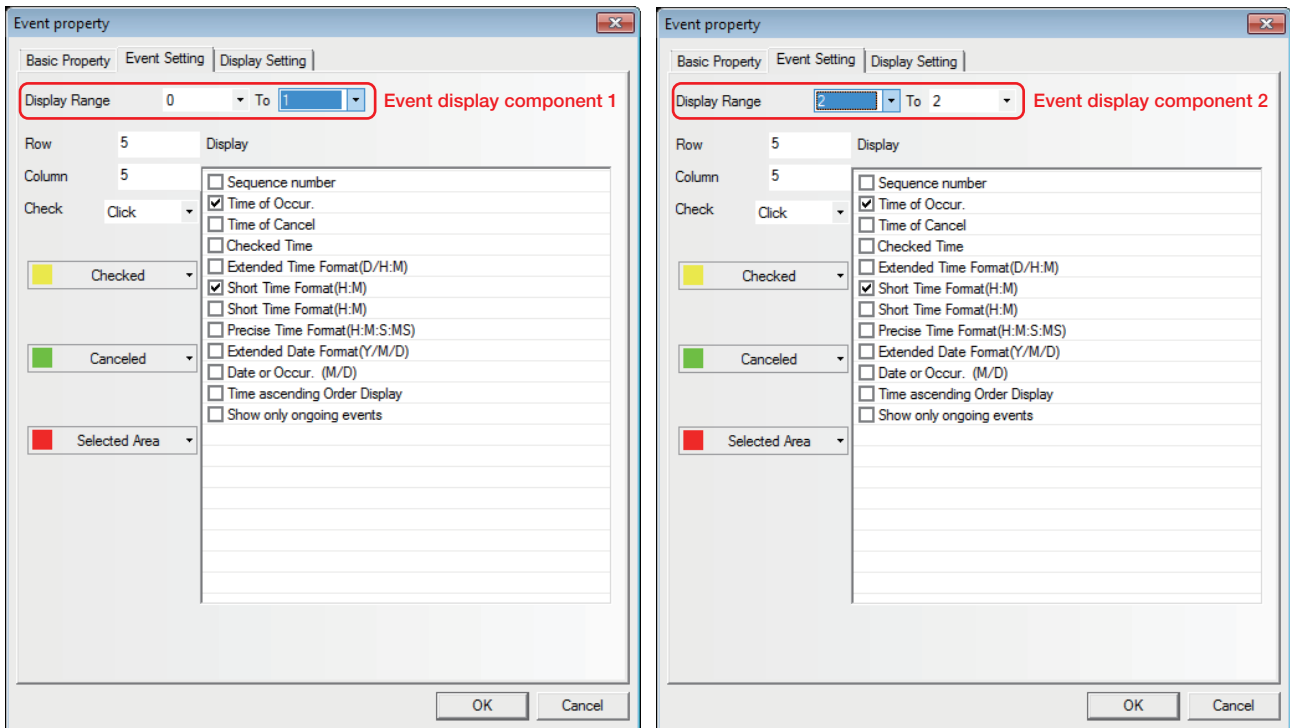 Event property
Basic Property Event Setting Display Setting
Display Range 0 To 1 Event display component 1
Row 5 Display
Column 5
Check Click
Sequence number
Time of Occur.
Time of Cancel
Checked Time
Extended Time Format(D/H:M)
Short Time Format(H:M)
Short Time Format(H:M)
Precise Time Format(H:M:S:MS)
Extended Date Format(Y/M/D)
Date or Occur. (M/D)
Time ascending Order Display
Show only ongoing events
Checked
Canceled
Selected Area
OK Cancel
Event property
Basic Property Event Setting Display Setting
Display Range 2 To 2 Event display component 2
Row 5 Display
Column 5
Check Click
Sequence number
Time of Occur.
Time of Cancel
Checked Time
Extended Time Format(D/H:M)
Short Time Format(H:M)
Short Time Format(H:M)
Precise Time Format(H:M:S:MS)
Extended Date Format(Y/M/D)
Date or Occur. (M/D)
Time ascending Order Display
Show only ongoing events
Checked
Canceled
Selected Area
OK Cancel